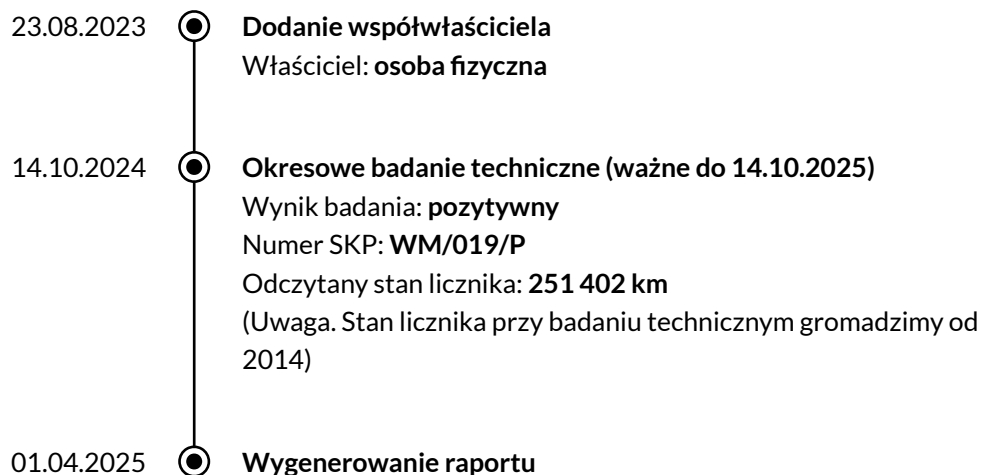 23.08.2023 Dodanie współwłaściciela
Właściciel: osoba fizyczna
14.10.2024 Okresowe badanie techniczne (ważne do 14.10.2025)
Wynik badania: pozytywny
Numer SKP: WM/019/P
Odczytany stan licznika: 251 402 km
(Uwaga. Stan licznika przy badaniu technicznym gromadzimy od
2014)
01.04.2025 Wygenerowanie raportu